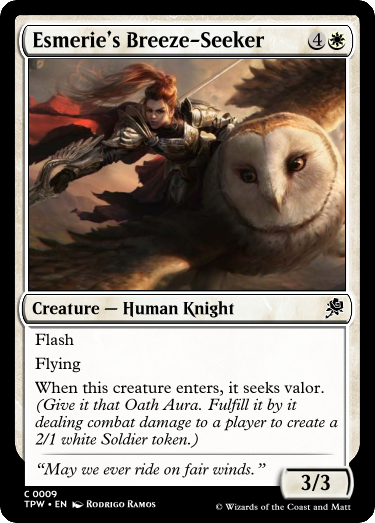 Esmerie's Breeze-Seeker 4
Creature — Human Knight
Flash
Flying
When this creature enters, it seeks valor.
(Give it that Oath Aura. Fulfill it by it
dealing combat damage to a player to create a
2/1 white Soldier token.)
“May we ever ride on fair winds.”
3/3
C 0009
TPW • EN Rodrigo Ramos
© Wizards of the Coast and Matt